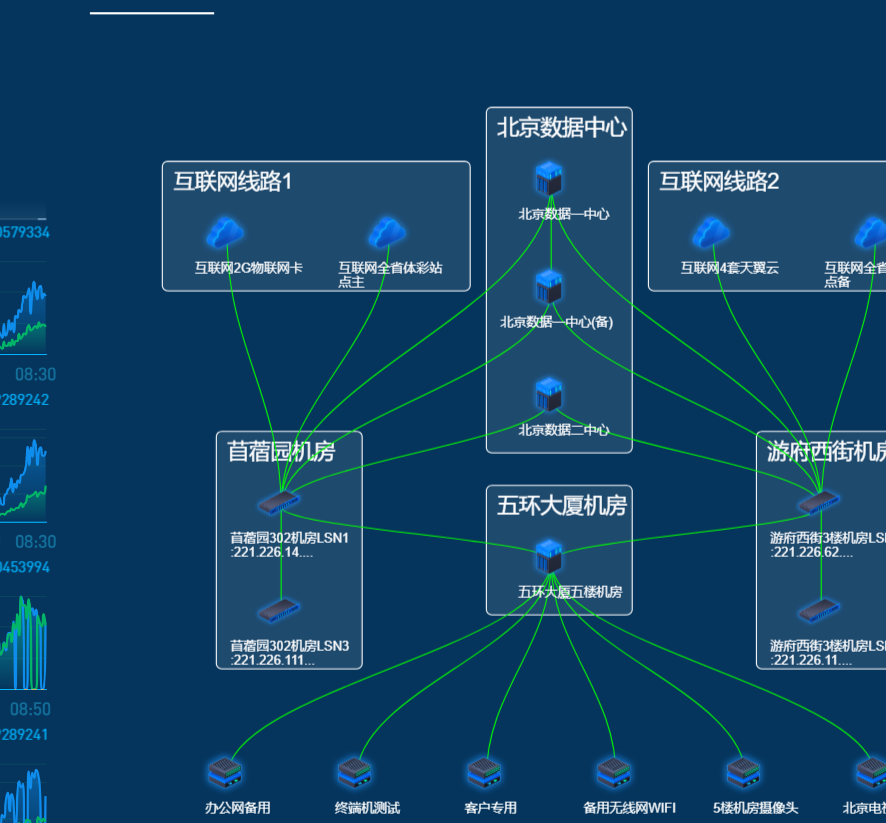 北京数据中心
互联网线路1
互联网线路2
北京数据一中心
互联网2G物联网卡
互联网全省体彩站
点主
互联网4套天翼云
互联网全省
点备
北京数据一中心(备)
北京数据二中心
苜蓿园机房
游府西街机房
五环大厦机房
苜蓿园302机房LSN1
:221.226.14....
游府西街3楼机房LS
:221.226.62....
五环大厦五楼机房
苜蓿园302机房LSN3
:221.226.111...
游府西街3楼机房LS
:221.226.11....
办公网备用
终端机测试
客户专用
备用无线网WIFI
5楼机房摄像头
北京电
0579334
08:30
289242
08:30
0453994
08:50
289241